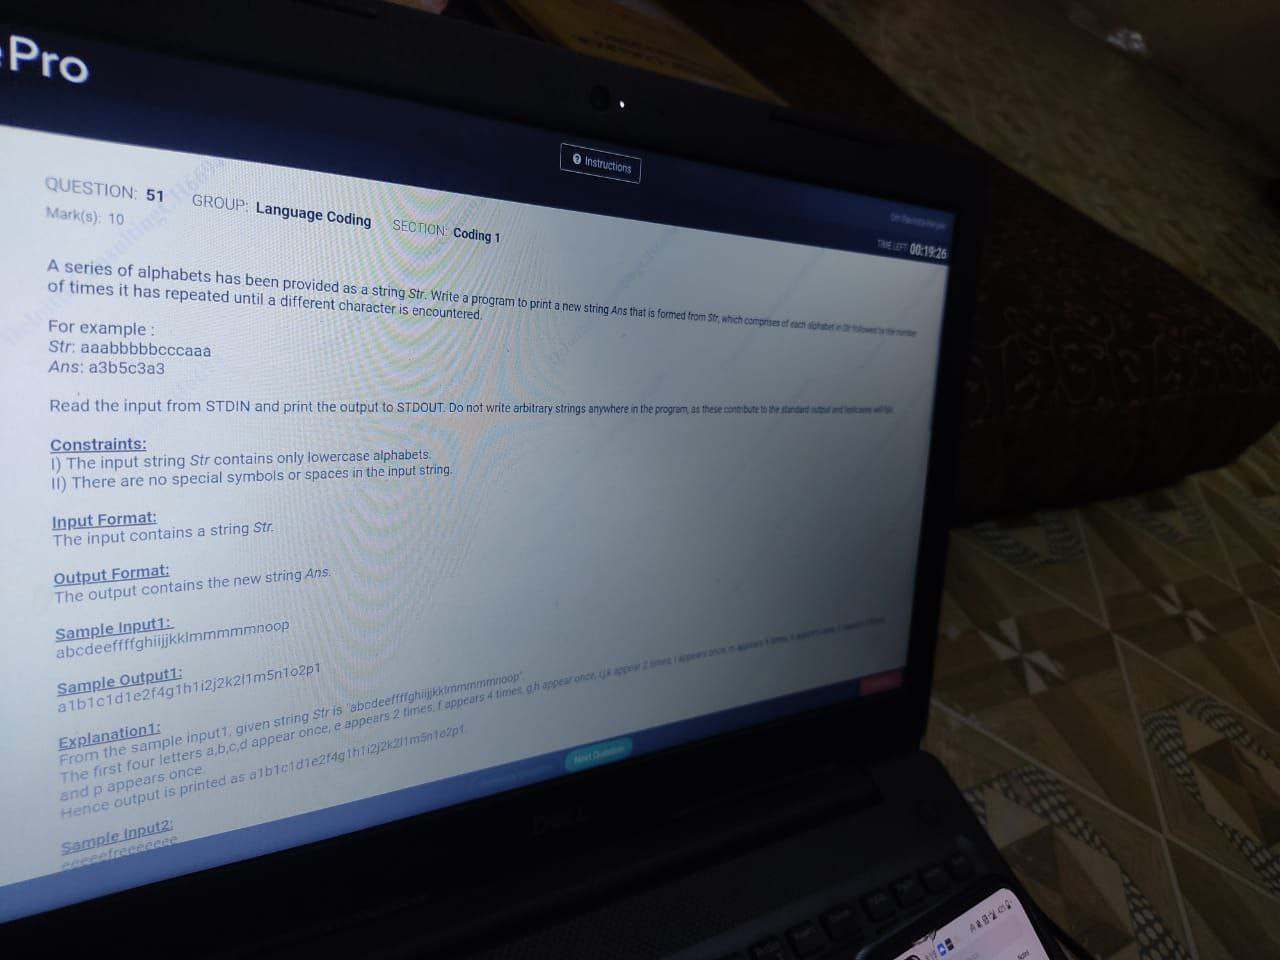 Pro
Instructions
QUESTION: 51 GROUP: Language Coding SECTION: Coding 1
Mark(s): 10
TIME LEFT 00:19:26
A series of alphabets has been provided as a string Str. Write a program to print a new string Ans that is formed from Str, which comprises of each alphabet in Str followed by the number
of times it has repeated until a different character is encountered.
For example :
Str: aaabbbbbcccaaa
Ans: a3b5c3a3
Read the input from STDIN and print the output to STDOUT. Do not write arbitrary strings anywhere in the program, as these contribute to the standard output and testcases will fail.
Constraints:
I) The input string Str contains only lowercase alphabets.
II) There are no special symbols or spaces in the input string.
Input Format:
The input contains a string Str.
Output Format:
The output contains the new string Ans.
Sample Input1:
abcdeeffffghiijjkklmmmmmnoop
Sample Output1:
a1b1c1d1e2f4g1h1i2j2k2l1m5n1o2p1
Explanation1:
From the sample input1, given string Str is "abcdeeffffghiijjkklmmmmmnoop".
The first four letters a,b,c,d appear once, e appears 2 times, f appears 4 times, g,h appear once, i,j,k appear 2 times, l appears once, m appears
and p appears once.
Hence output is printed as a1b1c1d1e2f4g1h1i2j2k2l1m5n1o2p1
Sample Input2:
eeeeefreeeeeee
Next Question
DELL